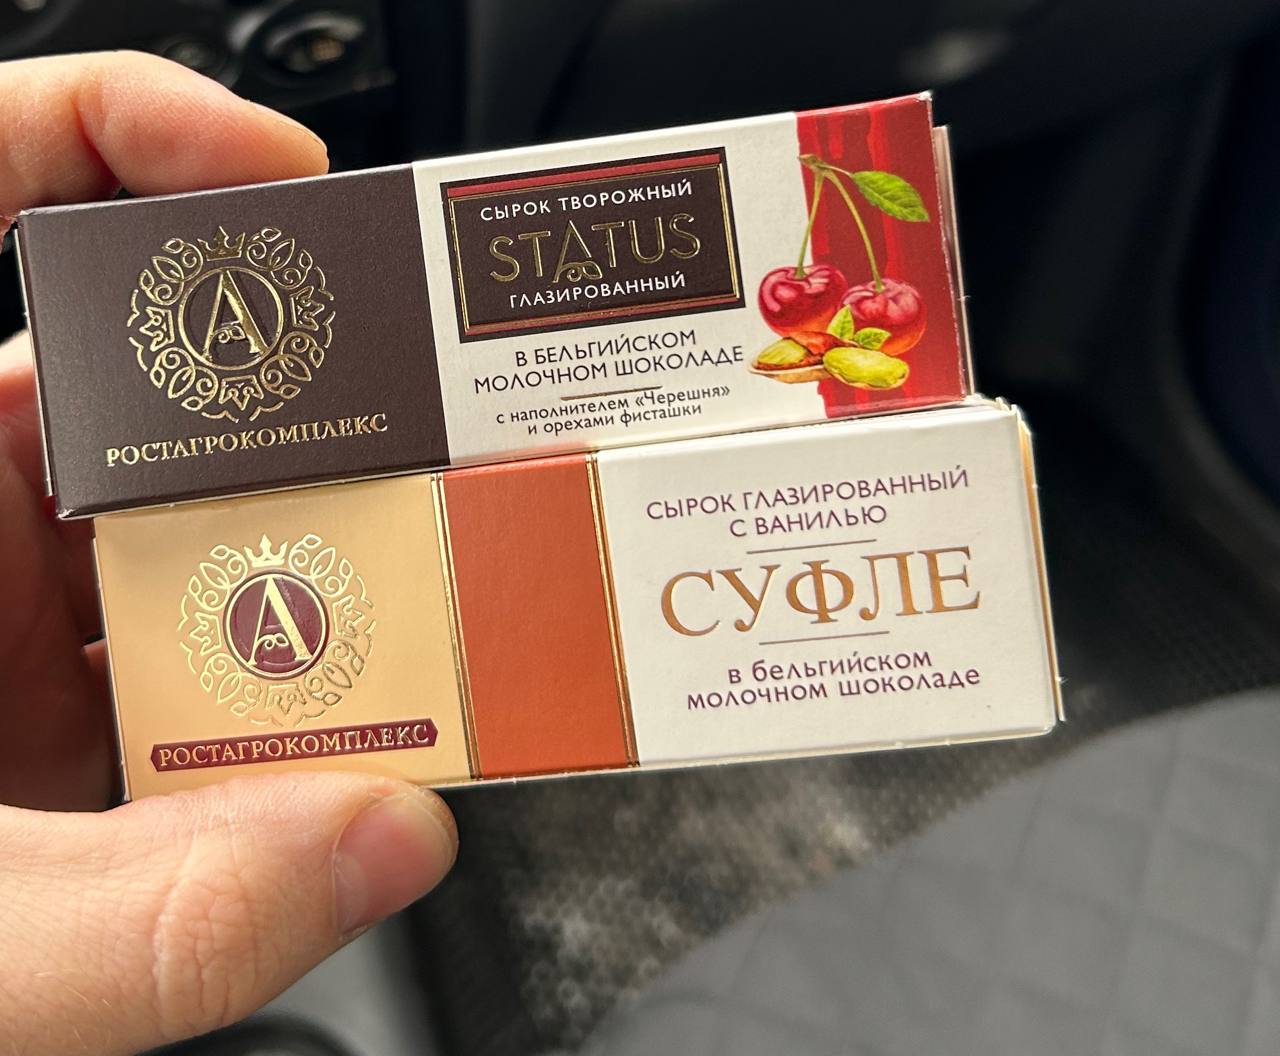 А
РОСТАГРОКОМПЛЕКС
СЫРОК ТВОРОЖНЫЙ
STATUS
ГЛАЗИРОВАННЫЙ
В БЕЛЬГИЙСКОМ
МОЛОЧНОМ ШОКОЛАДЕ
с наполнителем «Черешня»
и орехами фисташки
А
РОСТАГРОКОМПЛЕКС
СЫРОК ГЛАЗИРОВАННЫЙ
С ВАНИЛЬЮ
СУФЛЕ
в бельгийском
молочном шоколаде